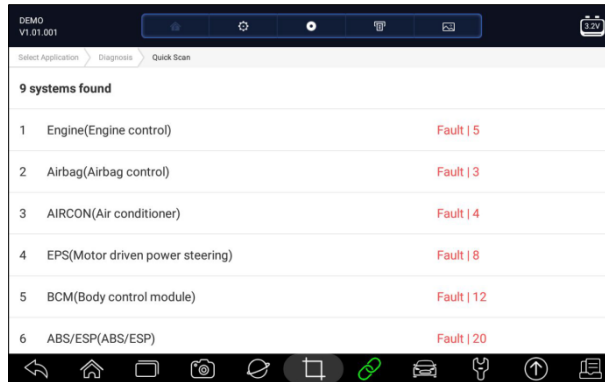 DEMO
V1.01.001
3.2V
Select Application Diagnosis Quick Scan
9 systems found
1 Engine(Engine control) Fault | 5
2 Airbag(Airbag control) Fault | 3
3 AIRCON(Air conditioner) Fault | 4
4 EPS(Motor driven power steering) Fault | 8
5 BCM(Body control module) Fault | 12
6 ABS/ESP(ABS/ESP) Fault | 20